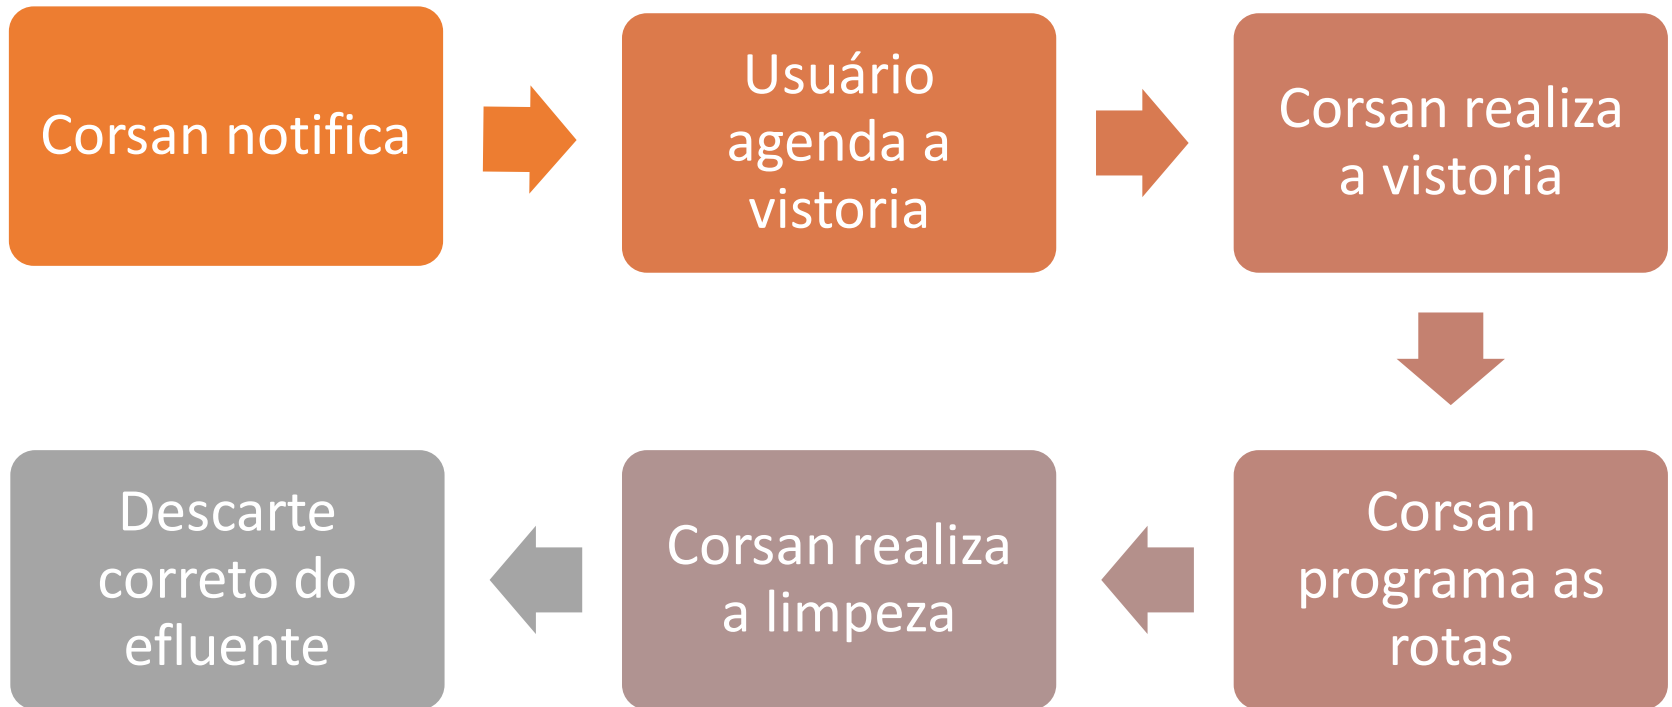 Corsan notifica
Usuário
agenda a
vistoria
Corsan realiza
a vistoria
Corsan
programa as
rotas
Corsan realiza
a limpeza
Descarte
correto do
efluente